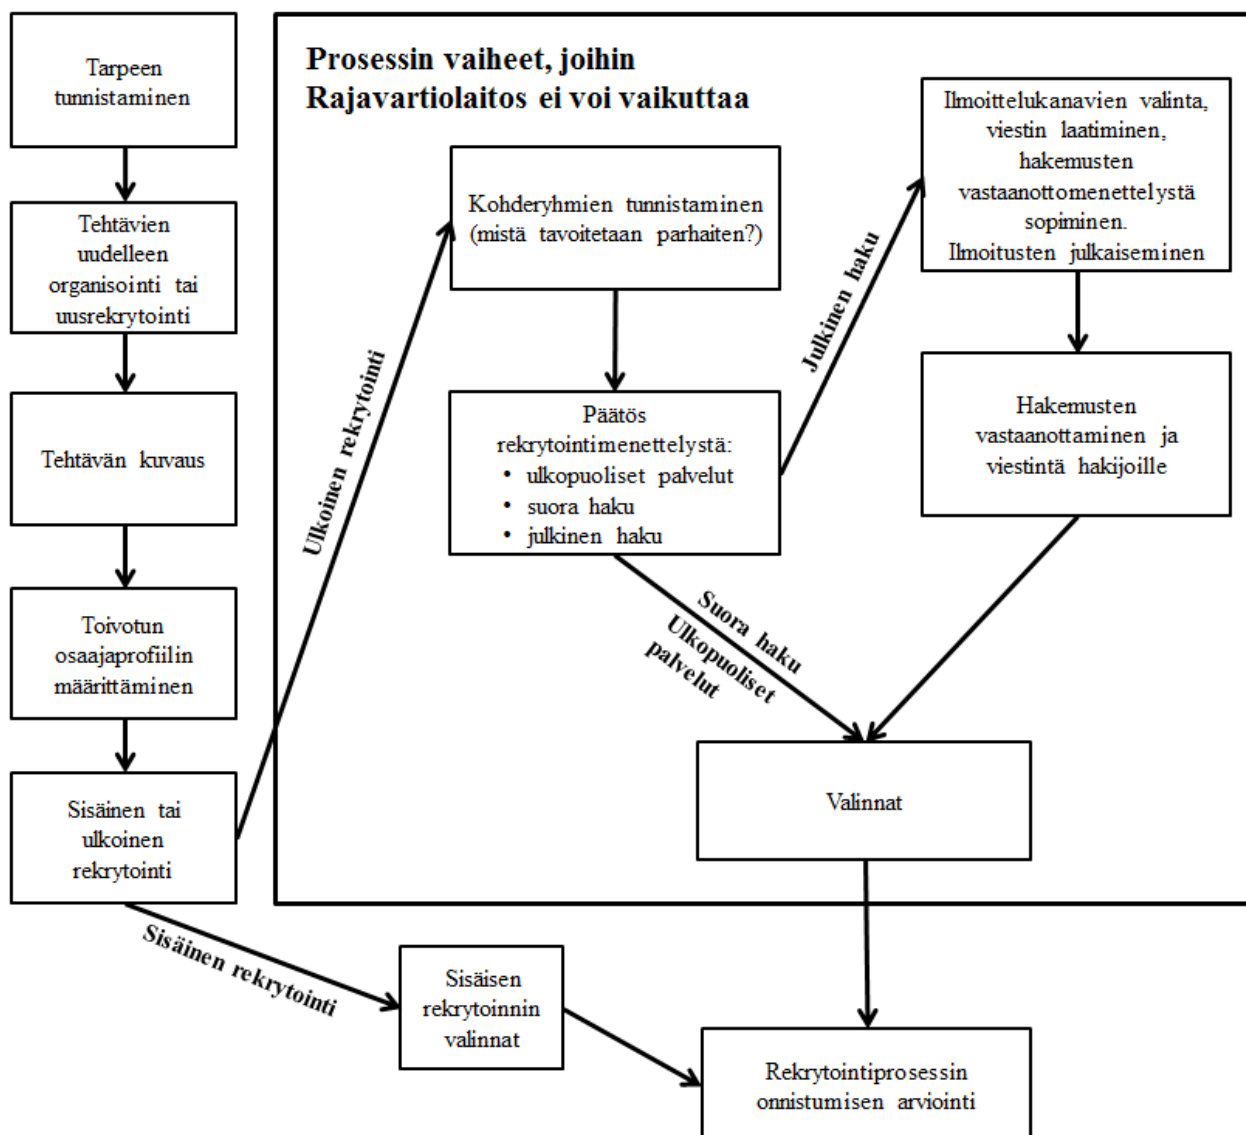 Tarpeen
tunnistaminen
Tehtävien
uudelleen
organisointi tai
uusrekrytointi
Tehtävän kuvaus
Toivotun
osaajaprofiilin
määrittäminen
Sisäinen tai
ulkoinen
rekrytointi
Ulkoinen rekrytointi
Sisäinen rekrytointi
Prosessin vaiheet, joihin
Rajavartiolaitos ei voi vaikuttaa
Kohderyhmien tunnistaminen
(mistä tavoitetaan parhaiten?)
Päätös
rekrytointimenettelystä:
• ulkopuoliset palvelut
• suora haku
• julkinen haku
Julkinen haku
Ilmoittelukanavien valinta,
viestin laatiminen,
hakemusten
vastaanottomenettelystä
sopiminen.
Ilmoitusten julkaiseminen
Hakemusten
vastaanottaminen ja
viestintä hakijoille
Suora haku
Ulkopuoliset
palvelut
Valinnat
Sisäisen
rekrytoinnin
valinnat
Rekrytointiprosessin
onnistumisen arviointi